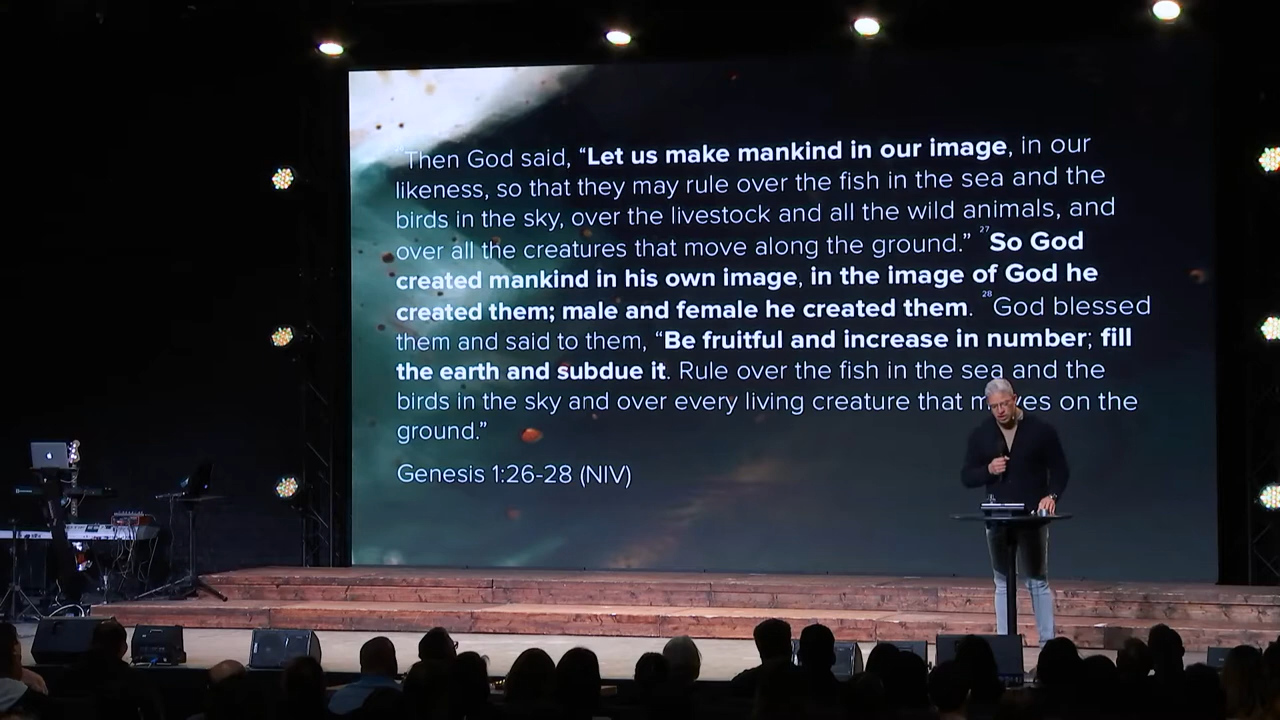 Then God said, “Let us make mankind in our image, in our
likeness, so that they may rule over the fish in the sea and the
birds in the sky, over the livestock and all the wild animals, and
over all the creatures that move along the ground.” 27So God
created mankind in his own image, in the image of God he
created them; male and female he created them. 28God blessed
them and said to them, “Be fruitful and increase in number; fill
the earth and subdue it. Rule over the fish in the sea and the
birds in the sky and over every living creature that m ves on the
ground.”
Genesis 1:26-28 (NIV)